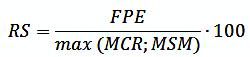 RS = FPE / max (MCR; MSM) · 100